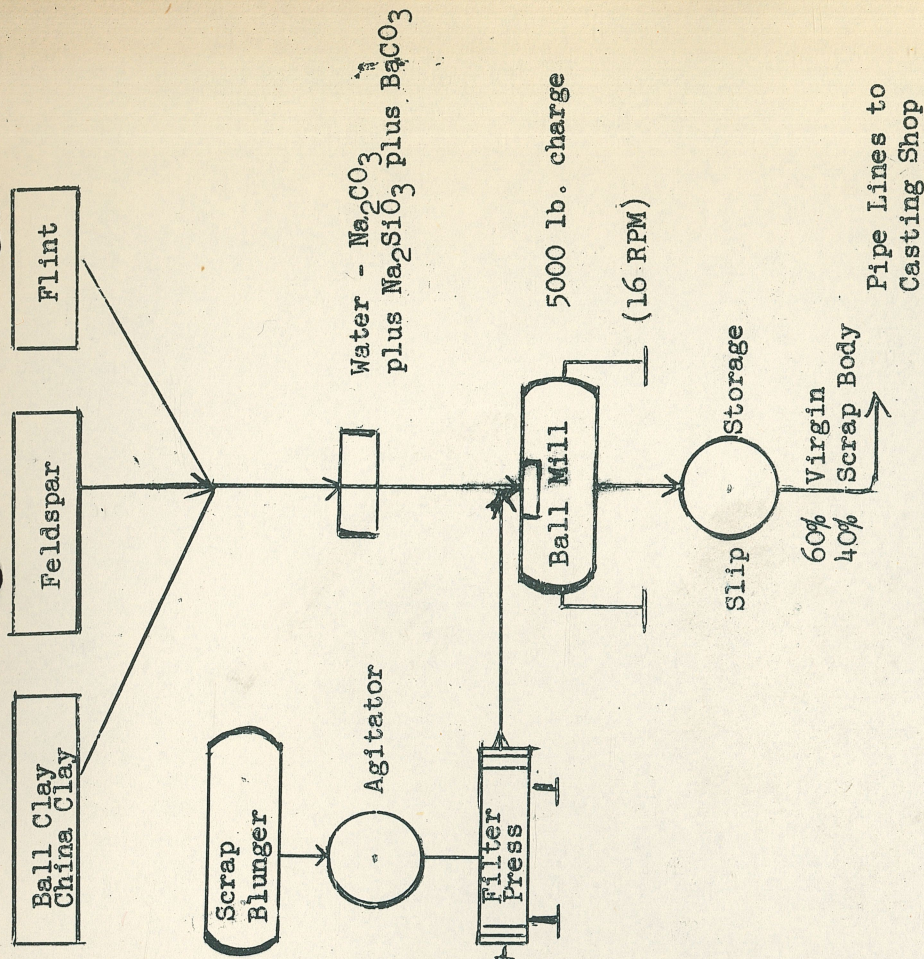 Ball Clay
China Clay
Feldspar
Flint
Scrap
Blunger
Agitator
Filter
Press
Water - Na2CO3
plus Na2SiO3 plus BaCO3
Ball Mill
5000 lb. charge
(16 RPM)
Slip Storage
60% Virgin
40% Scrap Body
Pipe Lines to
Casting Shop